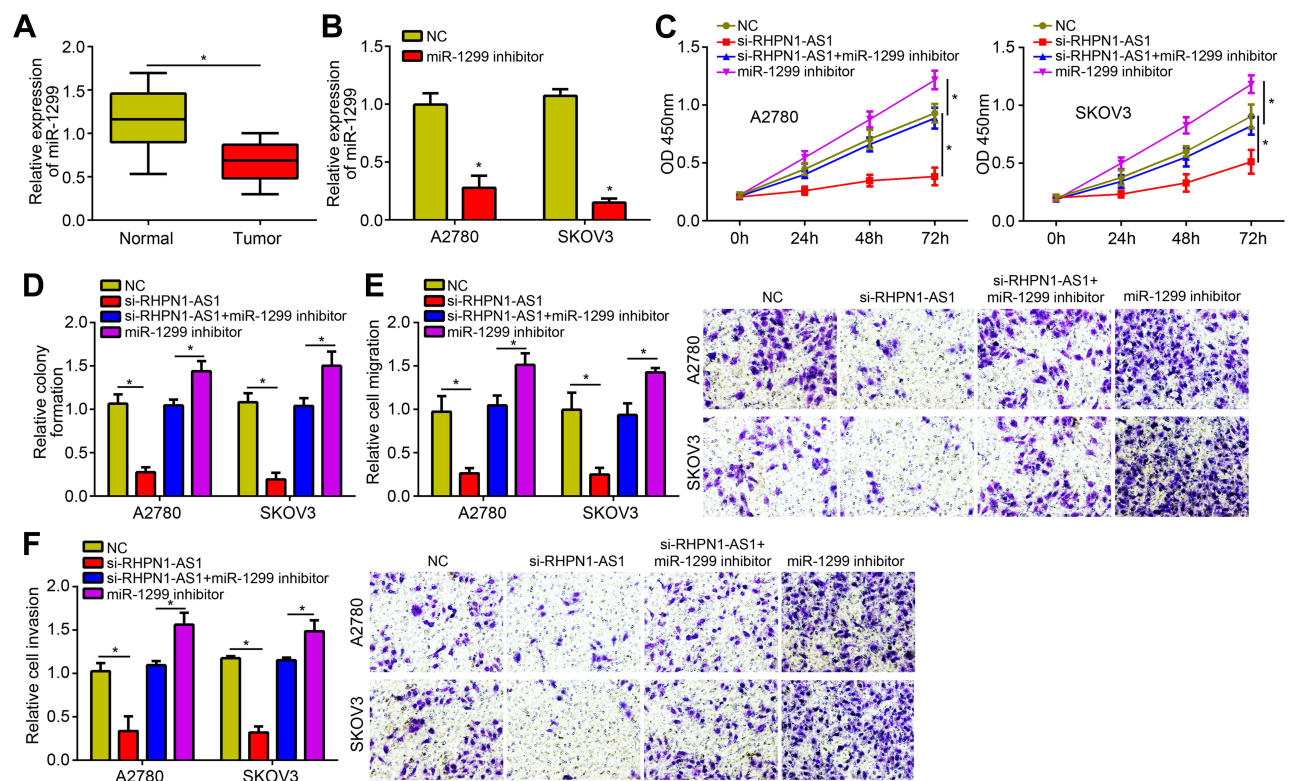 A
Relative expression
of miR-1299
2.0
1.5
1.0
0.5
0.0
*
Normal
Tumor
B
Relative expression
of miR-1299
NC
miR-1299 inhibitor
1.5
1.0
0.5
0.0
*
*
A2780
SKOV3
C
NC
si-RHPN1-AS1
si-RHPN1-AS1+miR-1299 inhibitor
miR-1299 inhibitor
OD 450nm
1.5
1.0
0.5
0.0
A2780
*
*
0h
24h
48h
72h
NC
si-RHPN1-AS1
si-RHPN1-AS1+miR-1299 inhibitor
miR-1299 inhibitor
OD 450nm
1.5
1.0
0.5
0.0
SKOV3
*
*
0h
24h
48h
72h
D
NC
si-RHPN1-AS1
si-RHPN1-AS1+miR-1299 inhibitor
miR-1299 inhibitor
Relative colony
formation
2.0
1.5
1.0
0.5
0.0
*
*
*
*
A2780
SKOV3
E
NC
si-RHPN1-AS1
si-RHPN1-AS1+miR-1299 inhibitor
miR-1299 inhibitor
Relative cell migration
2.0
1.5
1.0
0.5
0.0
*
*
*
*
A2780
SKOV3
NC
si-RHPN1-AS1
si-RHPN1-AS1+
miR-1299 inhibitor
miR-1299 inhibitor
A2780
SKOV3
F
NC
si-RHPN1-AS1
si-RHPN1-AS1+miR-1299 inhibitor
miR-1299 inhibitor
Relative cell invasion
2.0
1.5
1.0
0.5
0.0
*
*
*
*
A2780
SKOV3
NC
si-RHPN1-AS1
si-RHPN1-AS1+
miR-1299 inhibitor
miR-1299 inhibitor
A2780
SKOV3